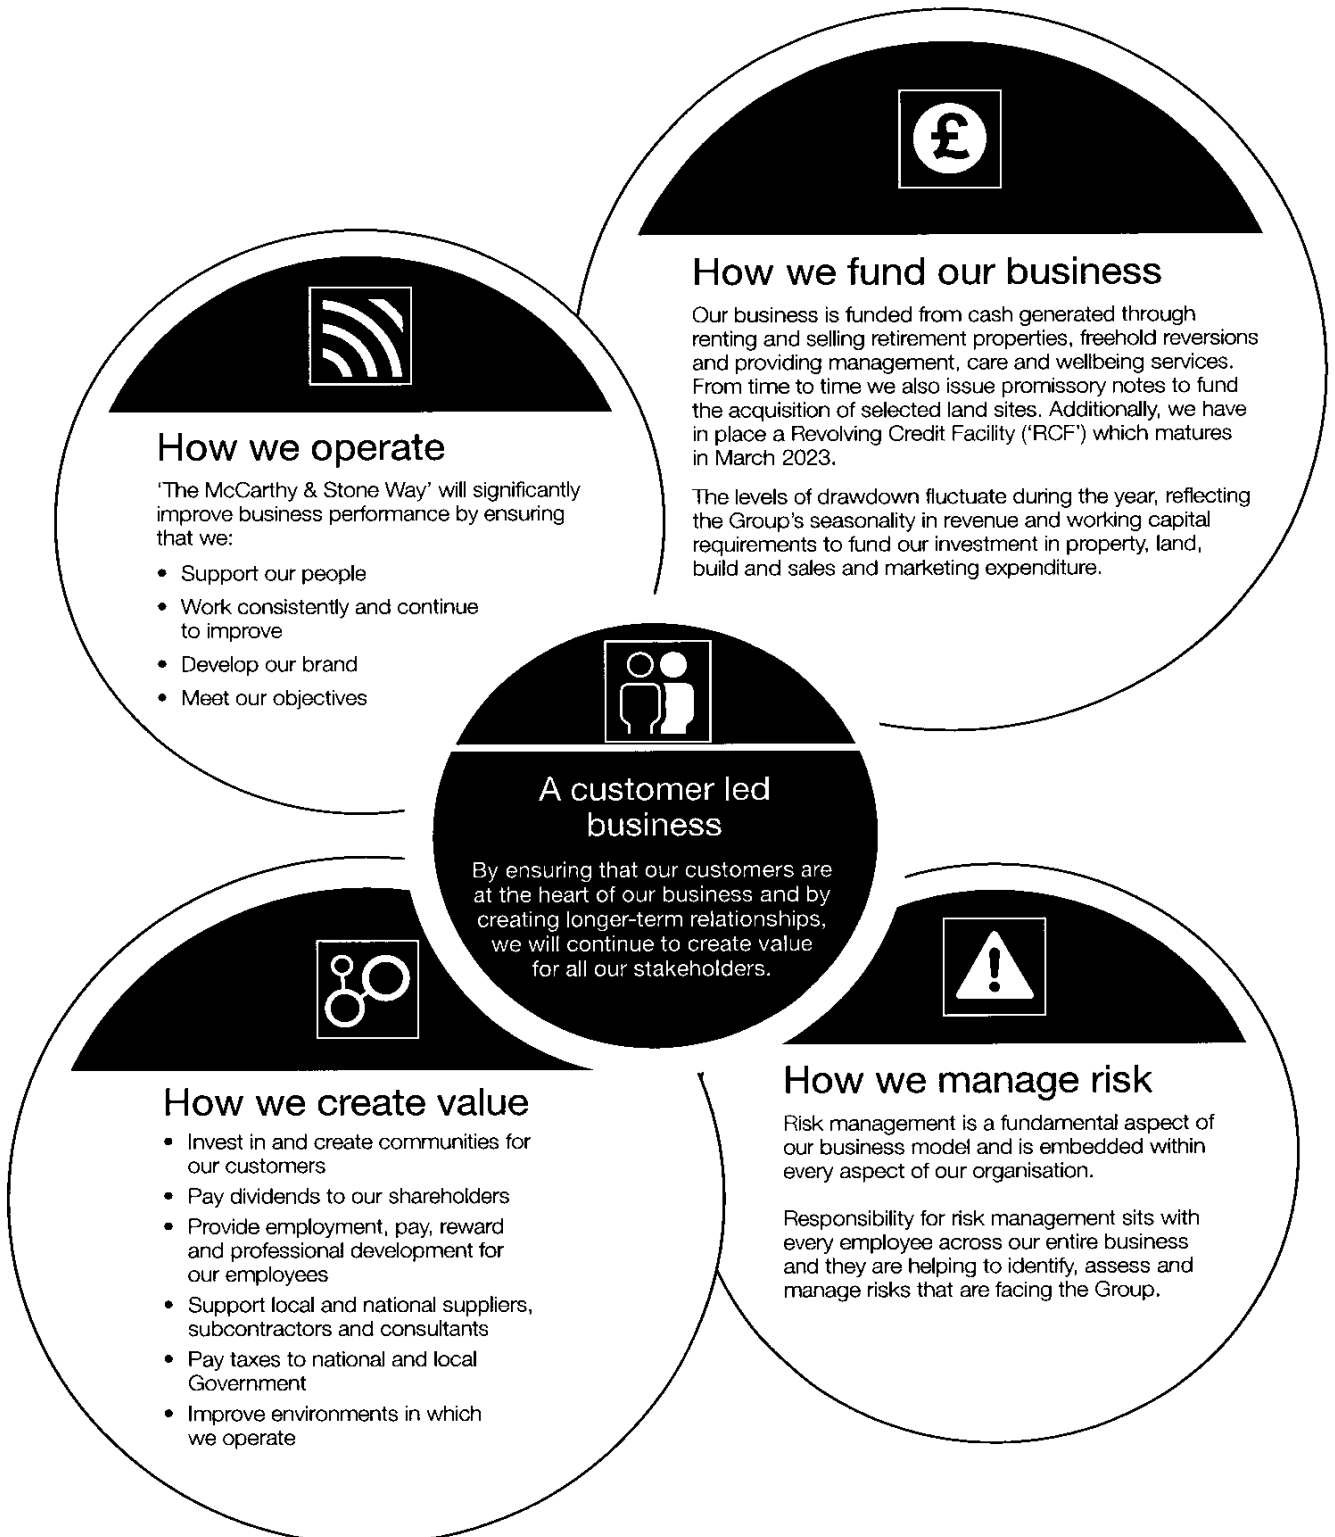 £
How we fund our business
Our business is funded from cash generated through
renting and selling retirement properties, freehold reversions
and providing management, care and wellbeing services.
From time to time we also issue promissory notes to fund
the acquisition of selected land sites. Additionally, we have
in place a Revolving Credit Facility (‘RCF’) which matures
in March 2023.
The levels of drawdown fluctuate during the year, reflecting
the Group’s seasonality in revenue and working capital
requirements to fund our investment in property, land,
build and sales and marketing expenditure.
How we operate
‘The McCarthy & Stone Way’ will significantly
improve business performance by ensuring
that we:
• Support our people
• Work consistently and continue
to improve
• Develop our brand
• Meet our objectives
A customer led
business
By ensuring that our customers are
at the heart of our business and by
creating longer-term relationships,
we will continue to create value
for all our stakeholders.
How we create value
• Invest in and create communities for
our customers
• Pay dividends to our shareholders
• Provide employment, pay, reward
and professional development for
our employees
• Support local and national suppliers,
subcontractors and consultants
• Pay taxes to national and local
Government
• Improve environments in which
we operate
!
How we manage risk
Risk management is a fundamental aspect of
our business model and is embedded within
every aspect of our organisation.
Responsibility for risk management sits with
every employee across our entire business
and they are helping to identify, assess and
manage risks that are facing the Group.